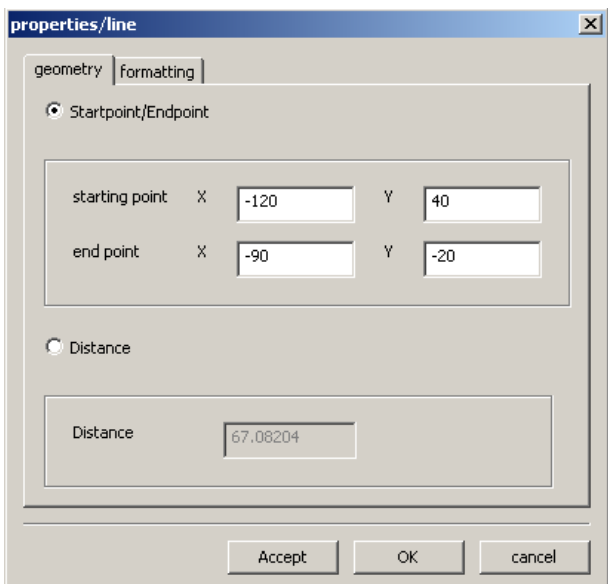 properties/line
geometry formatting
Startpoint/Endpoint
starting point X -120 Y 40
end point X -90 Y -20
Distance
Distance 67.08204
Accept OK cancel